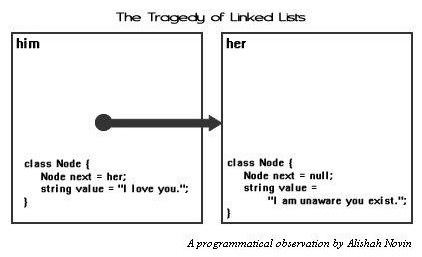 The Tragedy of Linked Lists
him
class Node {
Node next = her;
string value = "I love you.";
}
her
class Node {
Node next = null;
string value =
"I am unaware you exist.";
}
A programmatical observation by Alishah Novin